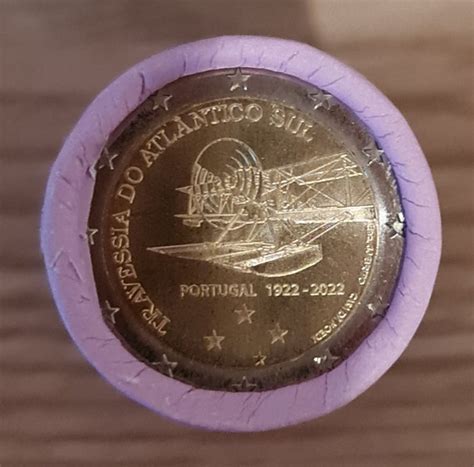 TRAVESSIA DO ATLÂNTICO SUL
PORTUGAL 1922-2022